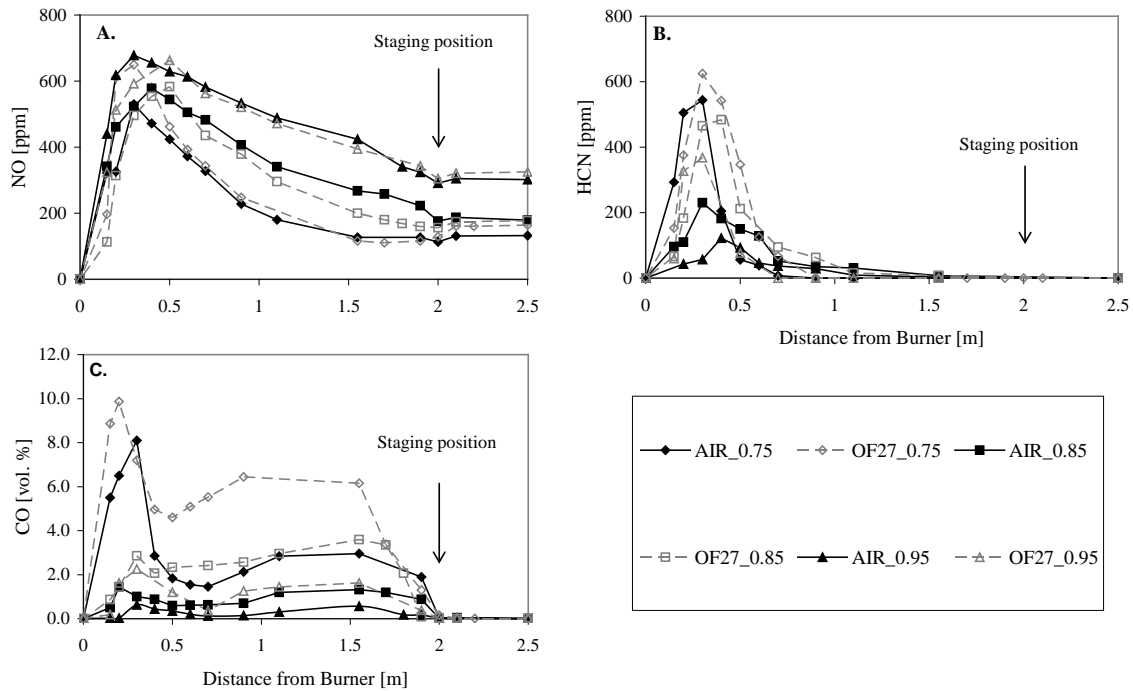 A.
Staging position
NO [ppm]
800
600
400
200
0
0 0.5 1 1.5 2 2.5
B.
Staging position
HCN [ppm]
800
600
400
200
0
0 0.5 1 1.5 2 2.5
Distance from Burner [m]
C.
Staging position
CO [vol. %]
12.0
10.0
8.0
6.0
4.0
2.0
0.0
0 0.5 1 1.5 2 2.5
Distance from Burner [m]
AIR_0.75 OF27_0.75 AIR_0.85
OF27_0.85 AIR_0.95 OF27_0.95